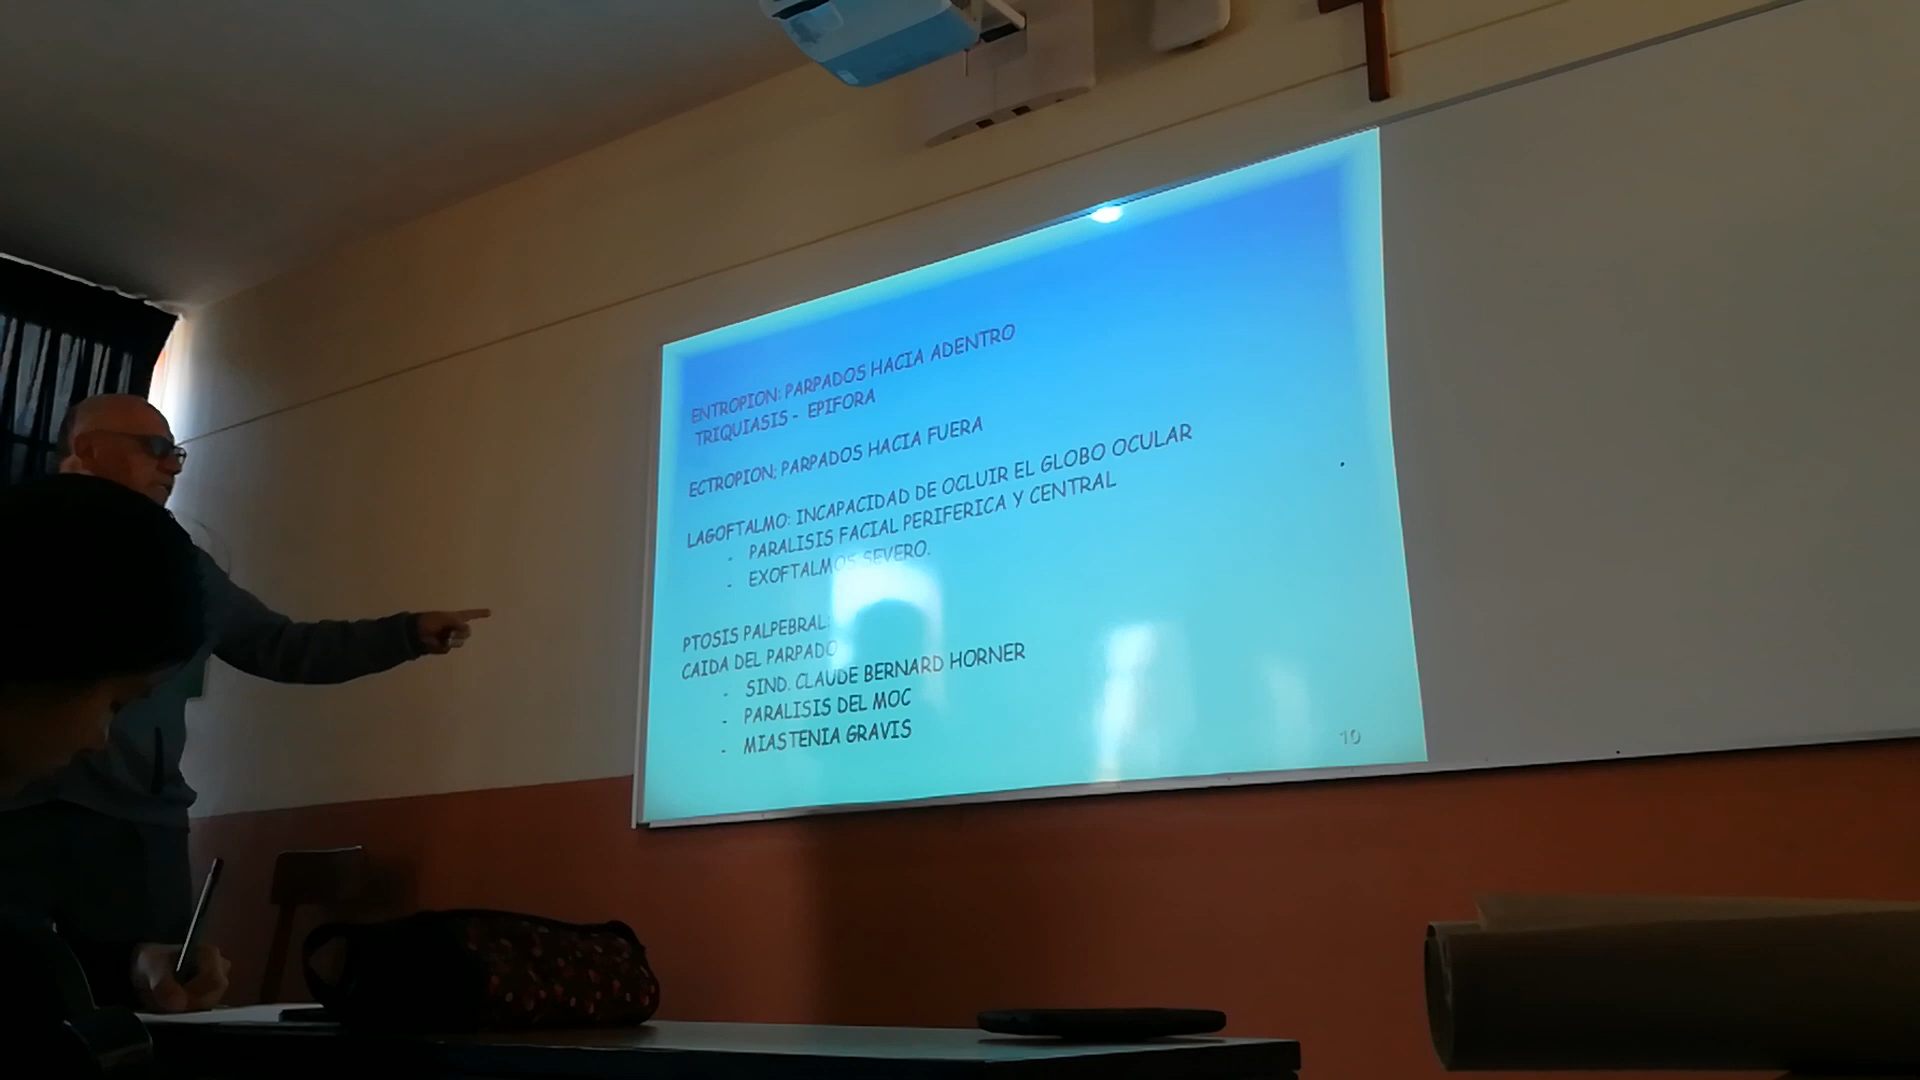 ENTROPION: PARPADOS HACIA ADENTRO
TRIQUIASIS - EPIFORA
ECTROPION; PARPADOS HACIA FUERA
LAGOFTALMO: INCAPACIDAD DE OCLUIR EL GLOBO OCULAR
- PARALISIS FACIAL PERIFERICA Y CENTRAL
- EXOFTALMOS SEVERO.
PTOSIS PALPEBRAL:
CAIDA DEL PARPADO
- SIND. CLAUDE BERNARD HORNER
- PARALISIS DEL MOC
- MIASTENIA GRAVIS
10